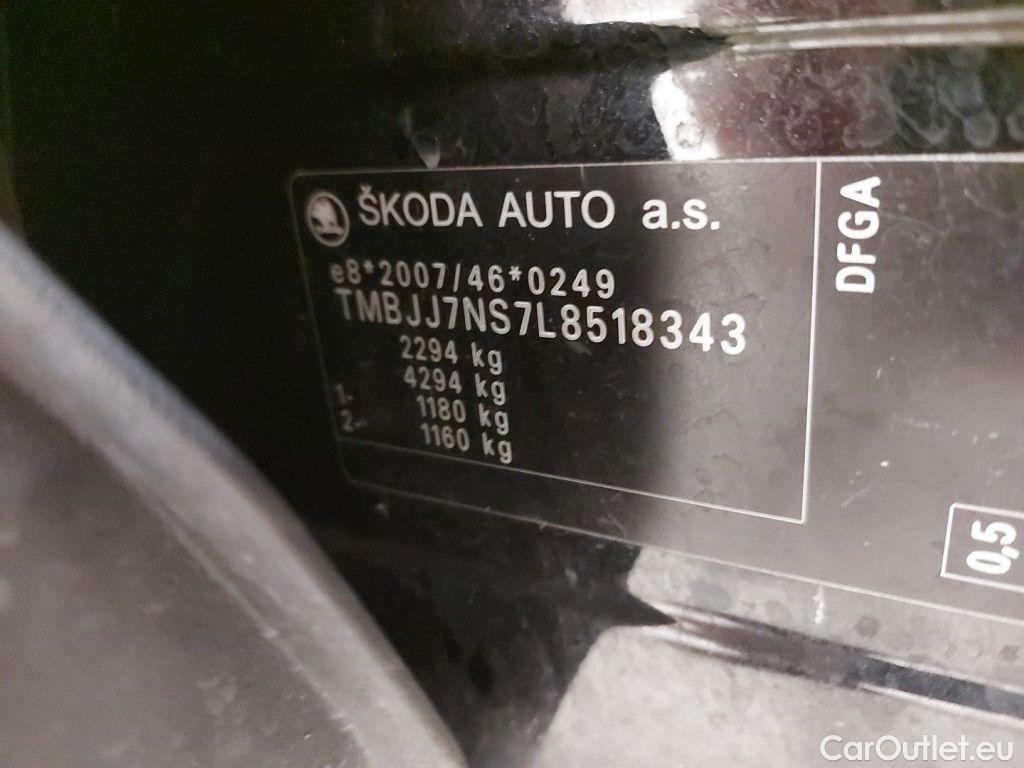 ŠKODA AUTO a.s.
e8*2007/46*0249
TMBJJ7NS7L8518343
2294 kg
4294 kg
1- 1180 kg
2- 1160 kg
DFGA
0,5
CarOutlet.eu